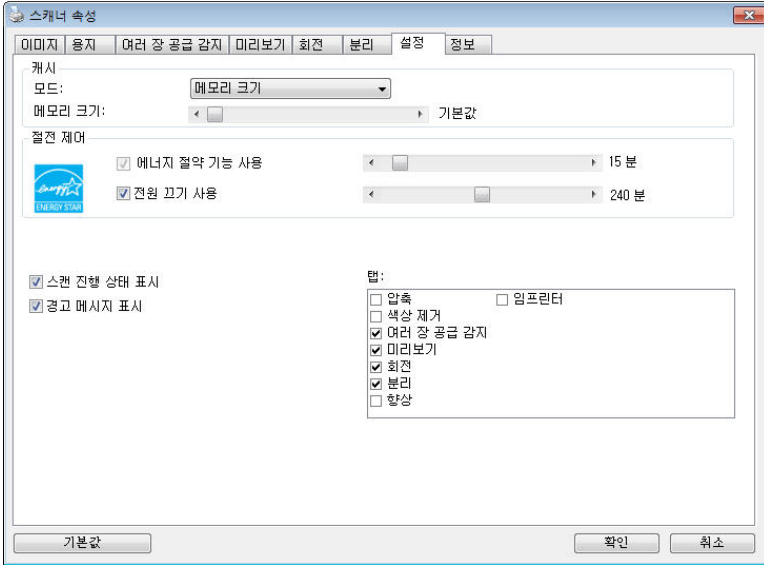 스캐너 속성
이미지 용지 여러 장 공급 감지 미리보기 회전 분리 설정 정보
캐시
모드: 메모리 크기
메모리 크기: 기본값
절전 제어
에너지 절약 기능 사용 15 분
전원 끄기 사용 240 분
energy
ENERGY STAR
스캔 진행 상태 표시
경고 메시지 표시
탭:
압축 임프린터
색상 제거
여러 장 공급 감지
미리보기
회전
분리
향상
기본값 확인 취소